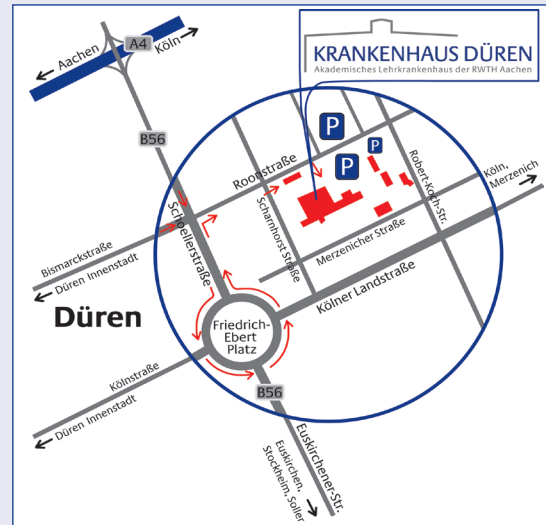 Aachen
A4
Köln
KRANKENHAUS DÜREN
Akademisches Lehrkrankenhaus der RWTH Aachen
B56
P
P
P
Roonstraße
Robert-Koch-Str.
Köln,
Merzenich
Schoellerstraße
Scharnhorststraße
Merzenicher Straße
Bismarckstraße
Düren Innenstadt
Kölner Landstraße
Düren
Friedrich-
Ebert
Platz
Kölnstraße
Düren Innenstadt
B56
Euskirchener-Str.
Euskirchen,
Stockheim, Soller